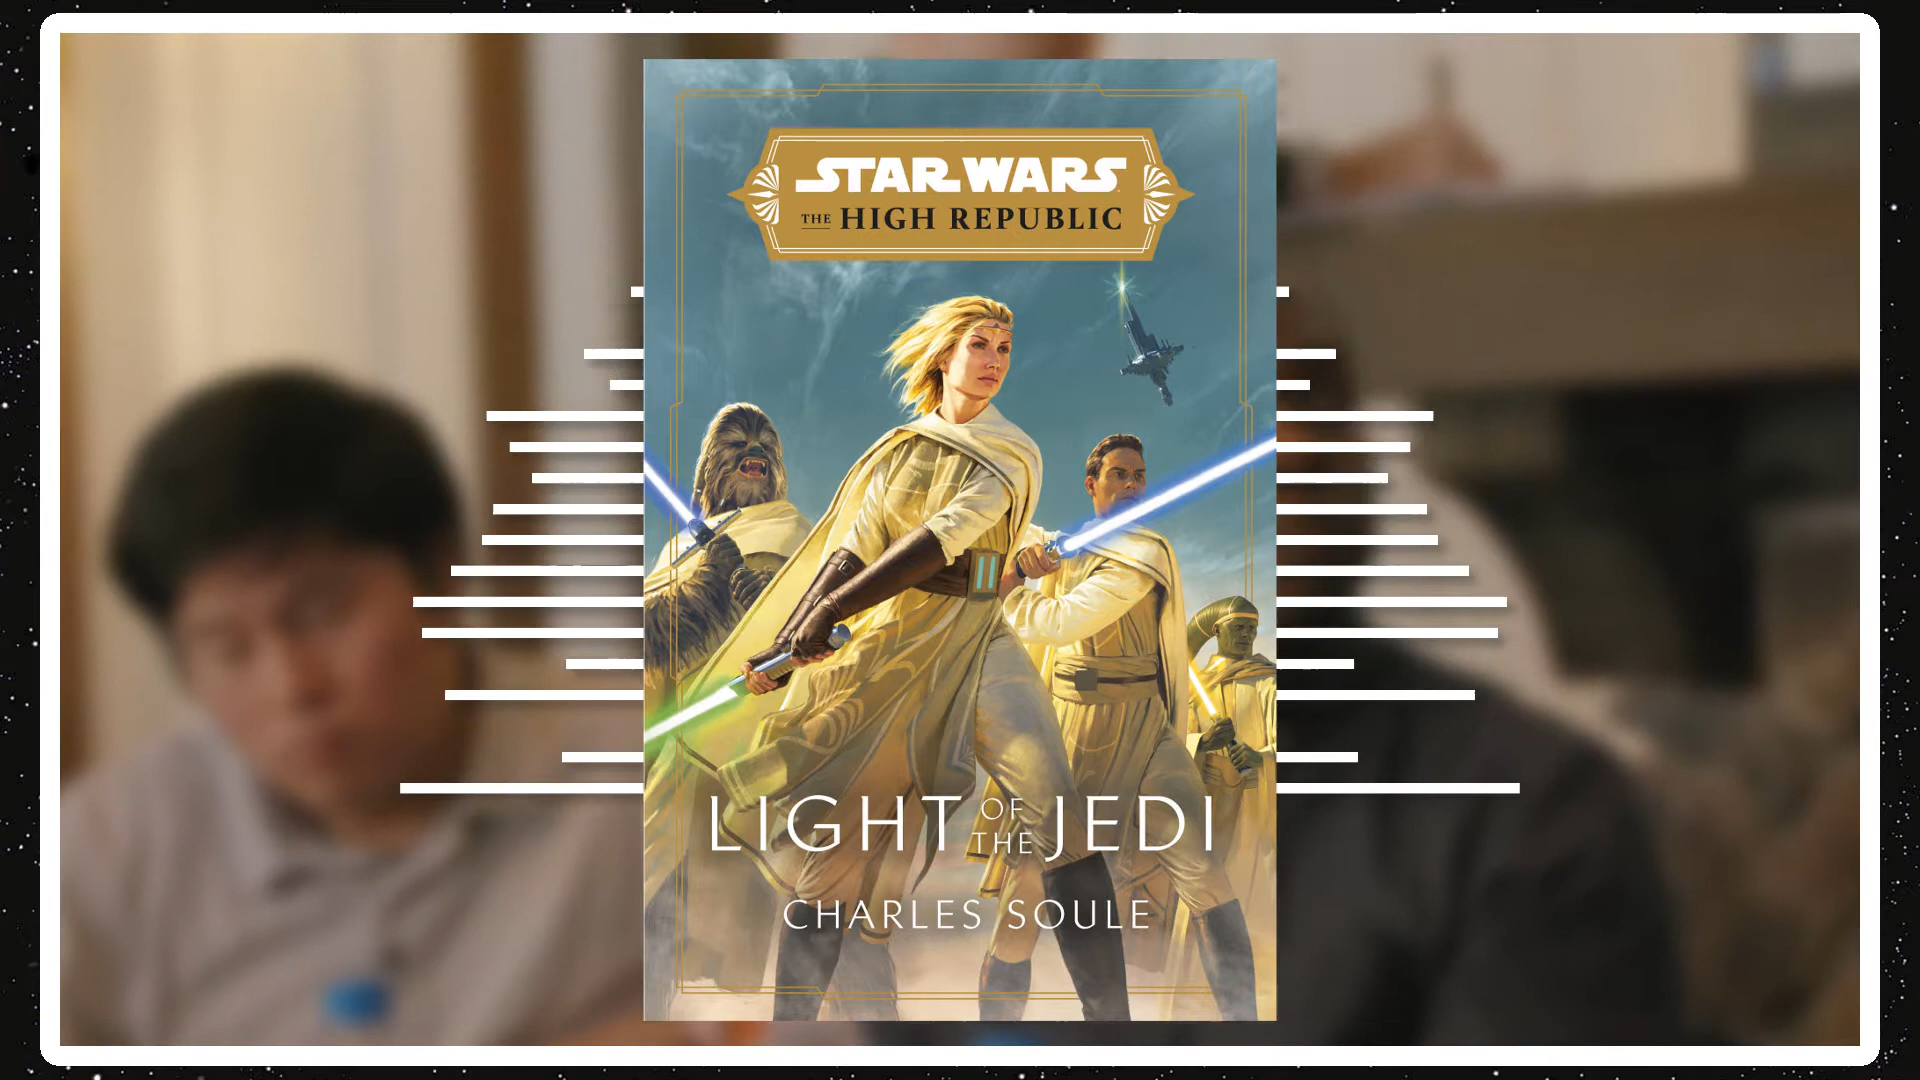 STAR WARS
THE HIGH REPUBLIC
LIGHT OF THE JEDI
CHARLES SOULE